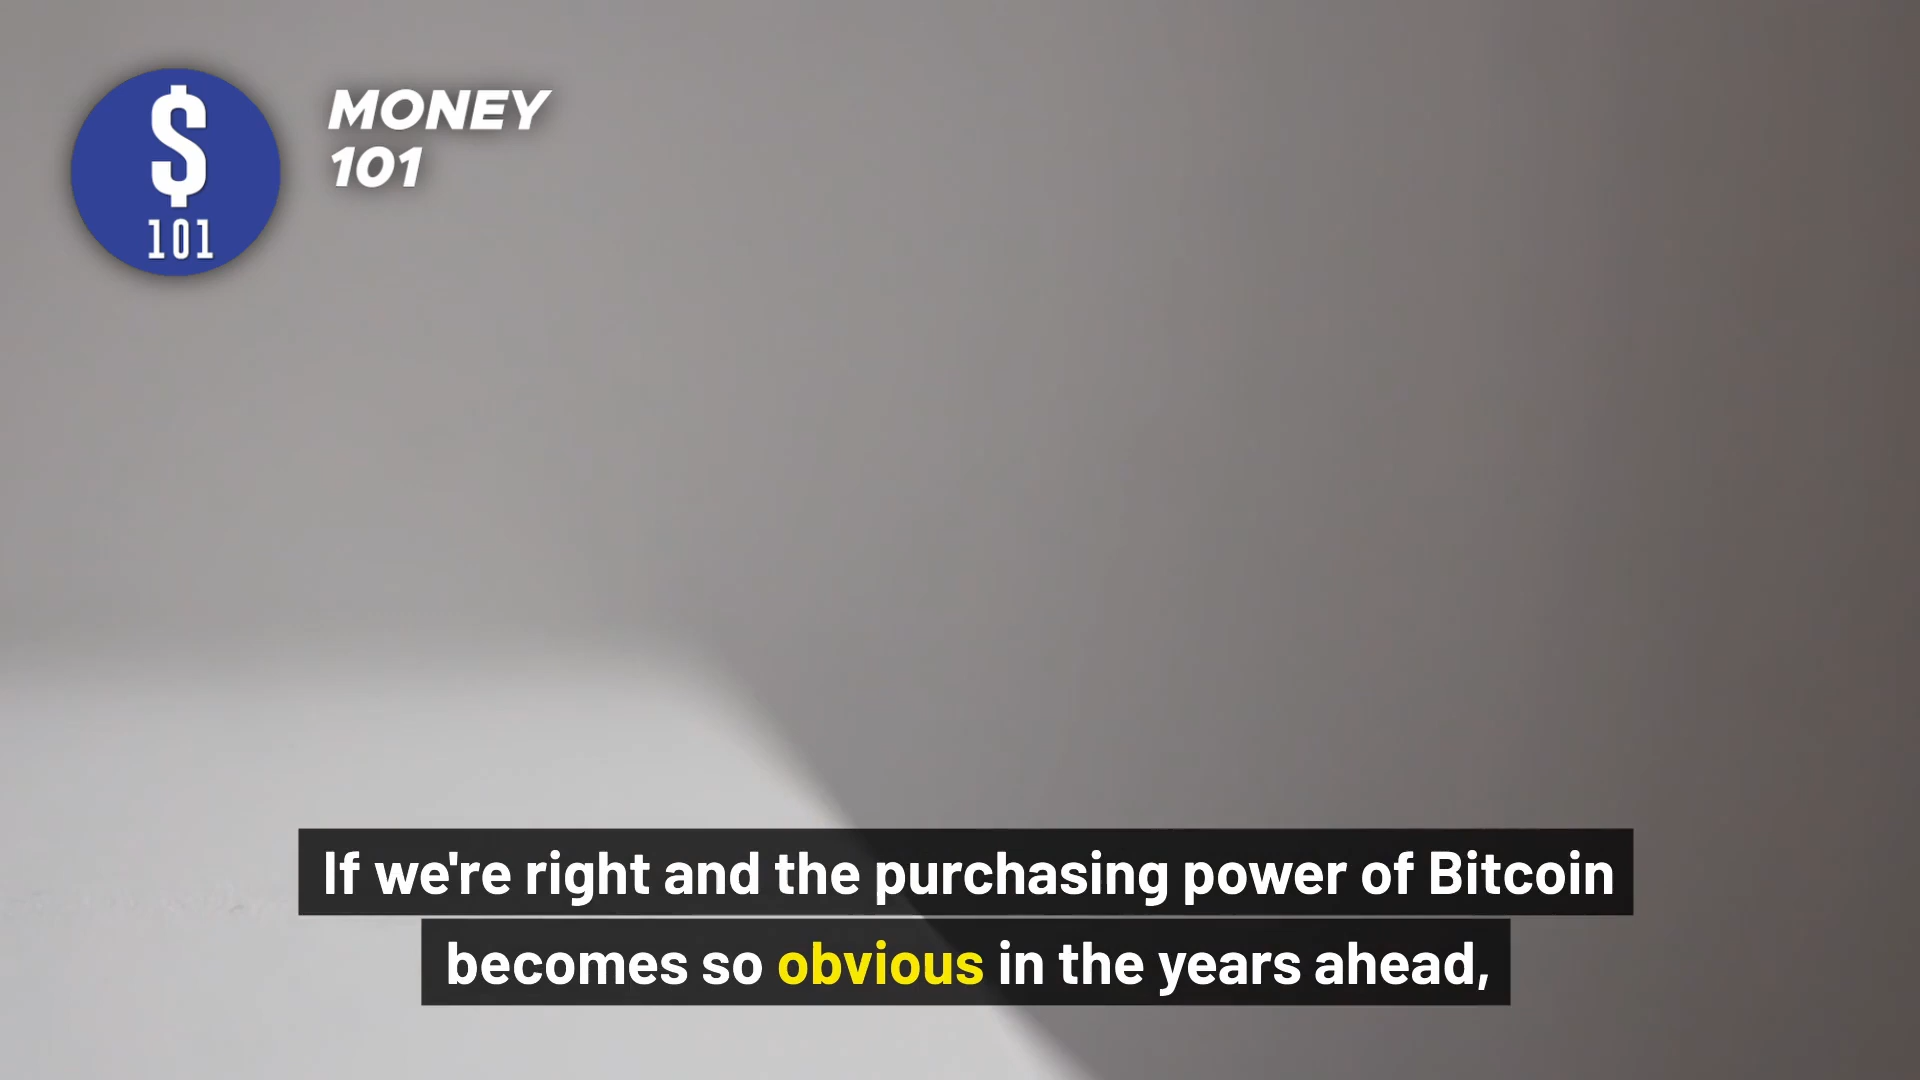 $
101
MONEY
101
If we're right and the purchasing power of Bitcoin
becomes so obvious in the years ahead,